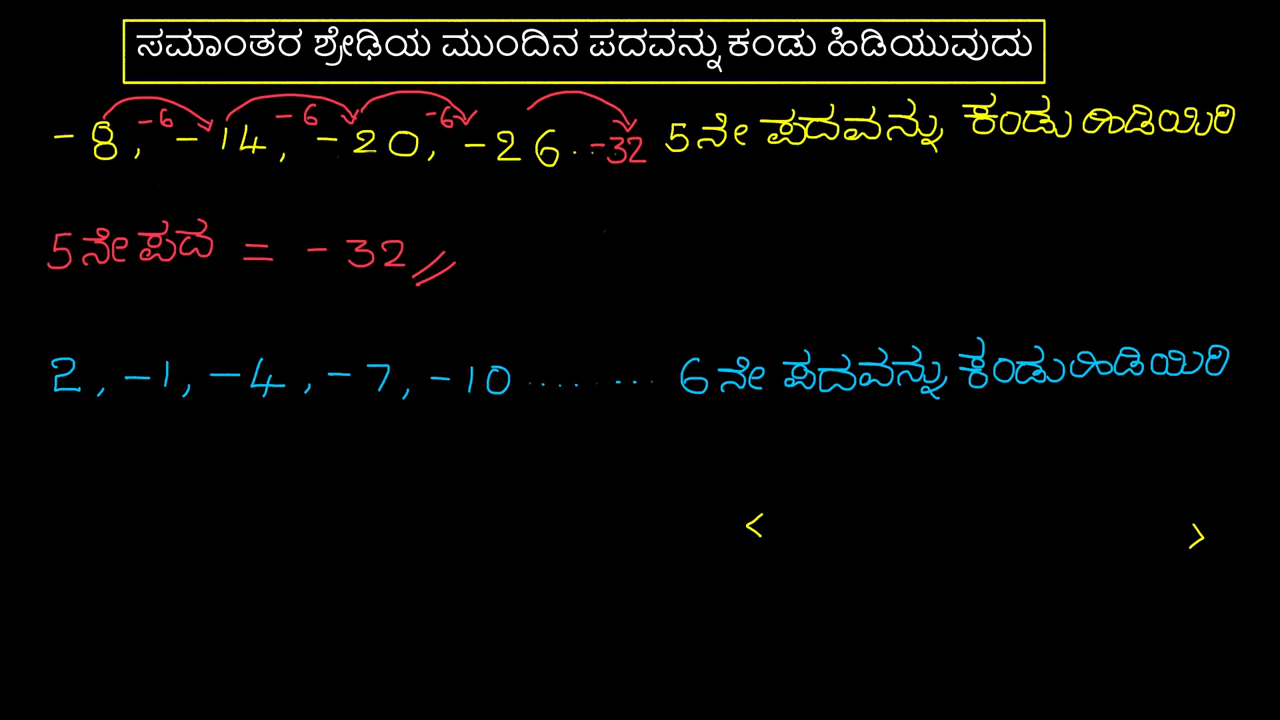 ಸಮಾಂತರ ಶ್ರೇಢಿಯ ಮುಂದಿನ ಪದವನ್ನು ಕಂಡು ಹಿಡಿಯುವುದು
-6 -6 -6
-8, -14, -20, -26... -32 5ನೇ ಪದವನ್ನು ಕಂಡುಹಿಡಿಯಿರಿ
5ನೇ ಪದ = -32//
2, -1, -4, -7, -10 ......... 6ನೇ ಪದವನ್ನು ಕಂಡುಹಿಡಿಯಿರಿ
< >